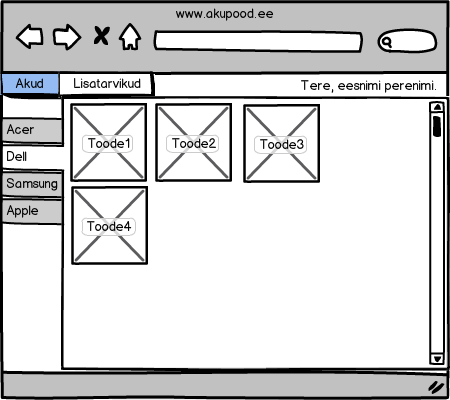 www.akupood.ee
Akud
Lisatarvikud
Tere, eesnimi perenimi.
Acer
Dell
Samsung
Apple
Toode1
Toode2
Toode3
Toode4